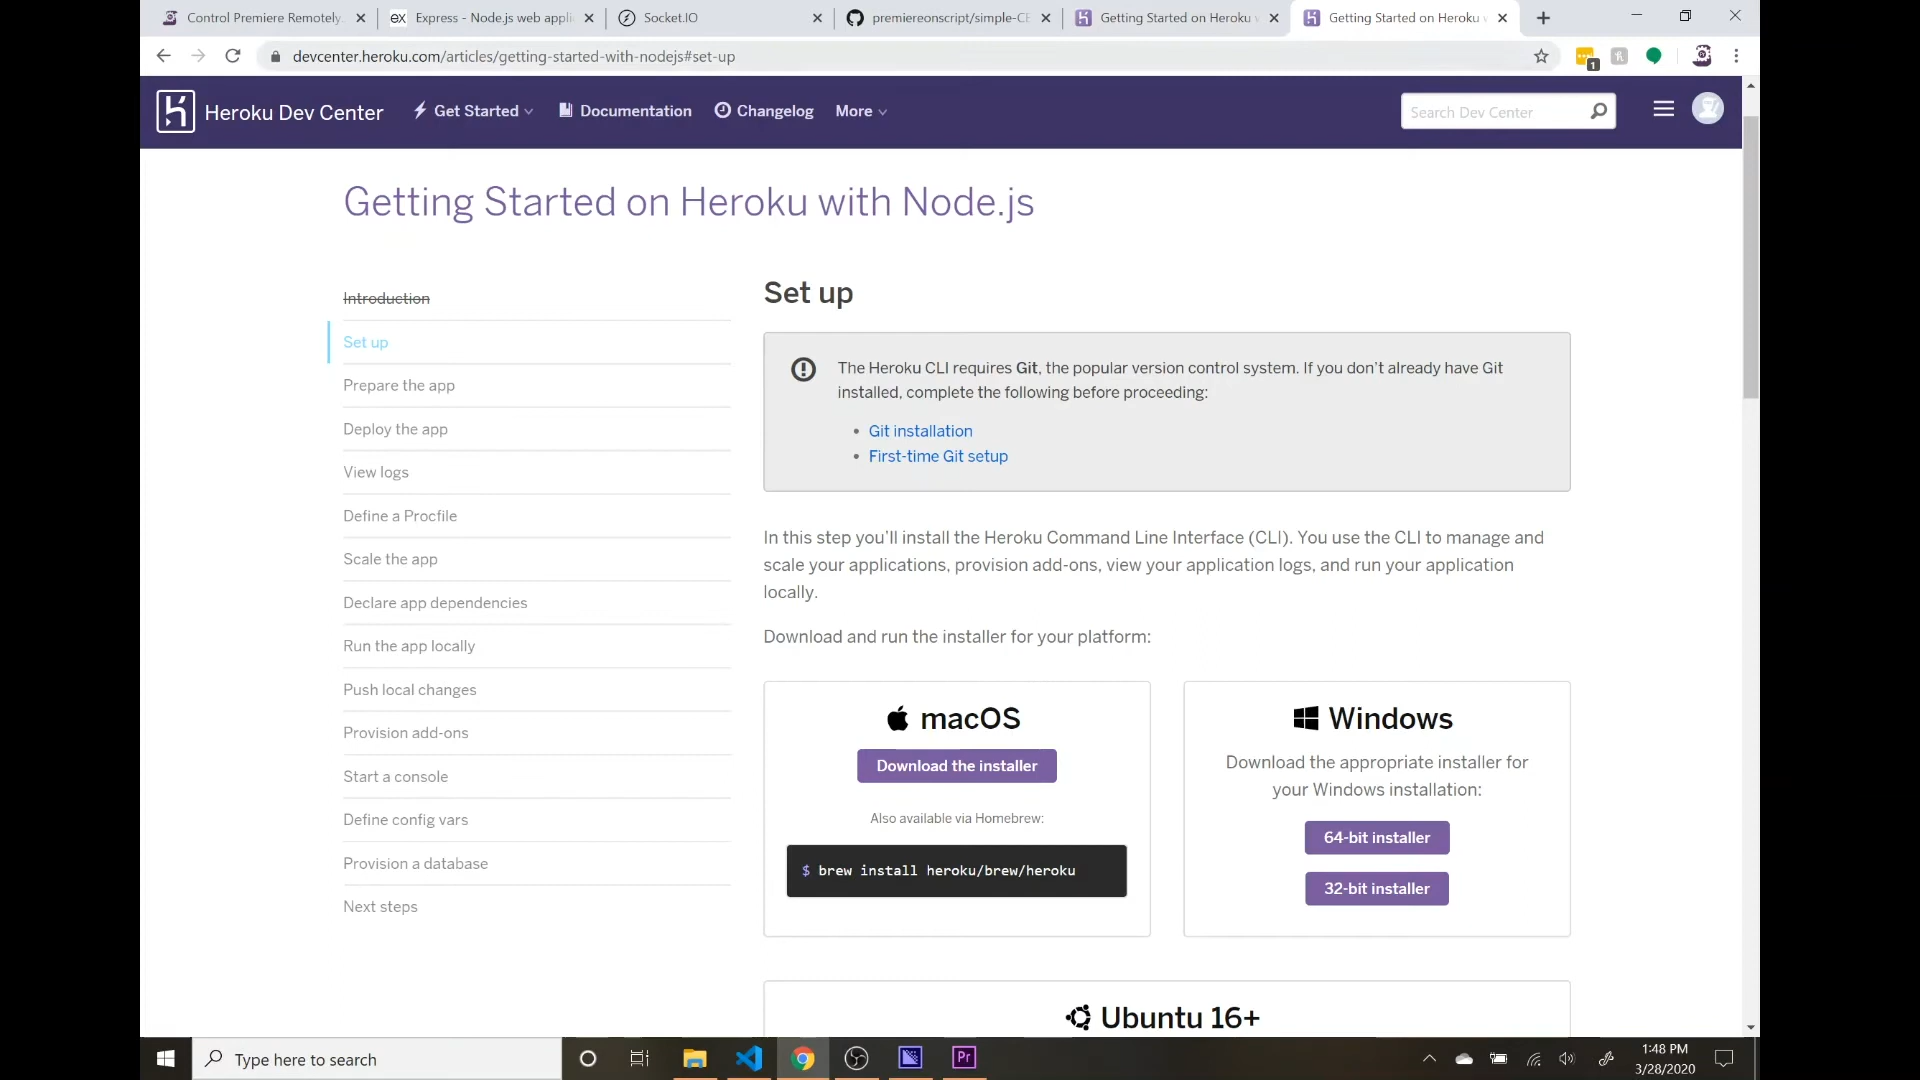 Control Premiere Remotely
Express - Node.js web appli
Socket.IO
premiereonscript/simple-CE
Getting Started on Heroku
Getting Started on Heroku
devcenter.heroku.com/articles/getting-started-with-nodejs#set-up
1
Heroku Dev Center
Get Started
Documentation
Changelog
More
Search Dev Center
Getting Started on Heroku with Node.js
Introduction
Set up
Prepare the app
Deploy the app
View logs
Define a Procfile
Scale the app
Declare app dependencies
Run the app locally
Push local changes
Provision add-ons
Start a console
Define config vars
Provision a database
Next steps
Set up
The Heroku CLI requires Git, the popular version control system. If you don't already have Git
installed, complete the following before proceeding:
• Git installation
• First-time Git setup
In this step you'll install the Heroku Command Line Interface (CLI). You use the CLI to manage and
scale your applications, provision add-ons, view your application logs, and run your application
locally.
Download and run the installer for your platform:
macOS
Download the installer
Also available via Homebrew:
$ brew install heroku/brew/heroku
Windows
Download the appropriate installer for
your Windows installation:
64-bit installer
32-bit installer
Ubuntu 16+
Type here to search
Pr
1:48 PM
3/28/2020